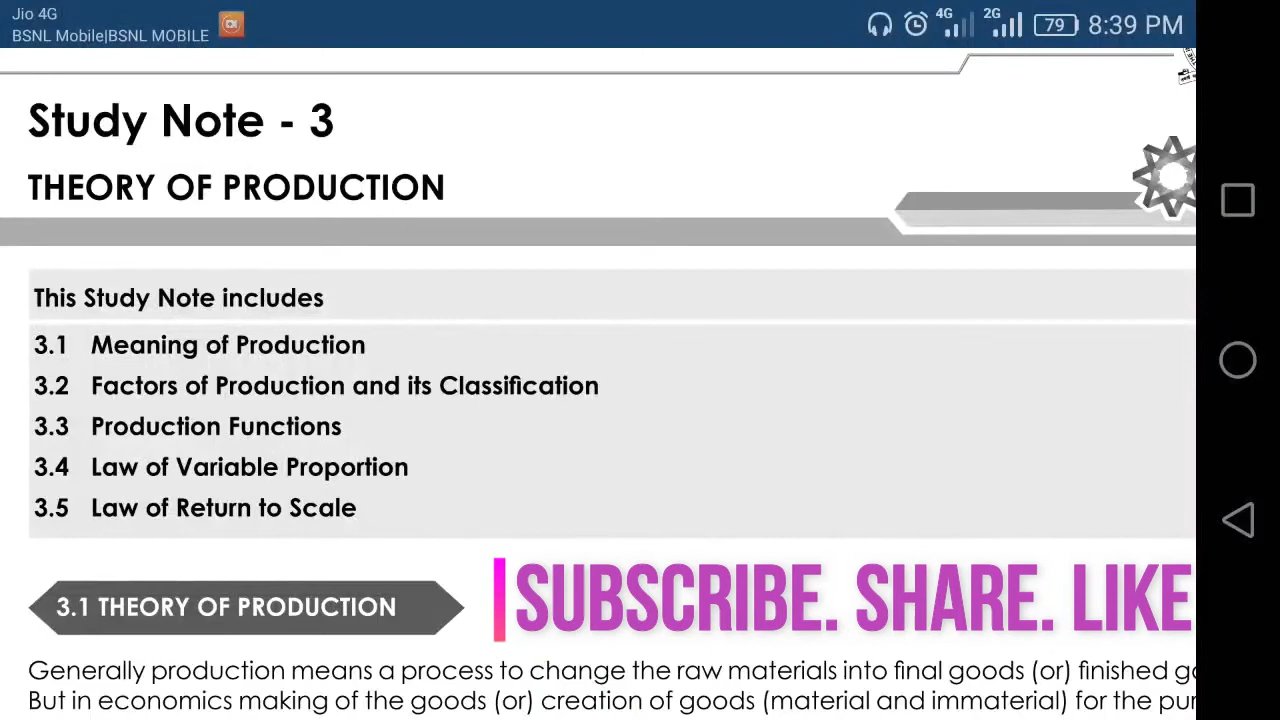 Jio 4G
BSNL Mobile|BSNL MOBILE
4G 2G 79 8:39 PM
Study Note - 3
THEORY OF PRODUCTION
This Study Note includes
3.1 Meaning of Production
3.2 Factors of Production and its Classification
3.3 Production Functions
3.4 Law of Variable Proportion
3.5 Law of Return to Scale
3.1 THEORY OF PRODUCTION
SUBSCRIBE. SHARE. LIKE
Generally production means a process to change the raw materials into final goods (or) finished
But in economics making of the goods (or) creation of goods (material and immaterial) for the